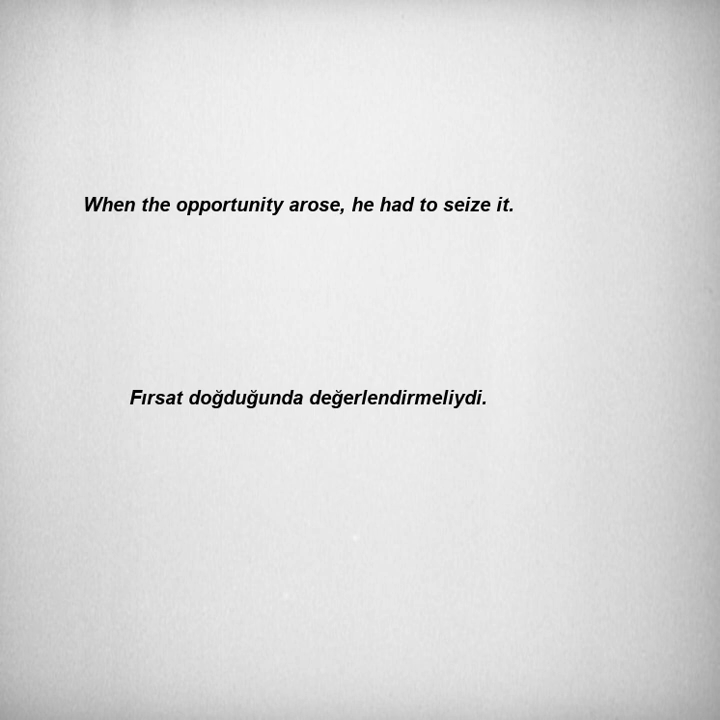 When the opportunity arose, he had to seize it.
Fırsat doğduğunda değerlendirmeliydi.